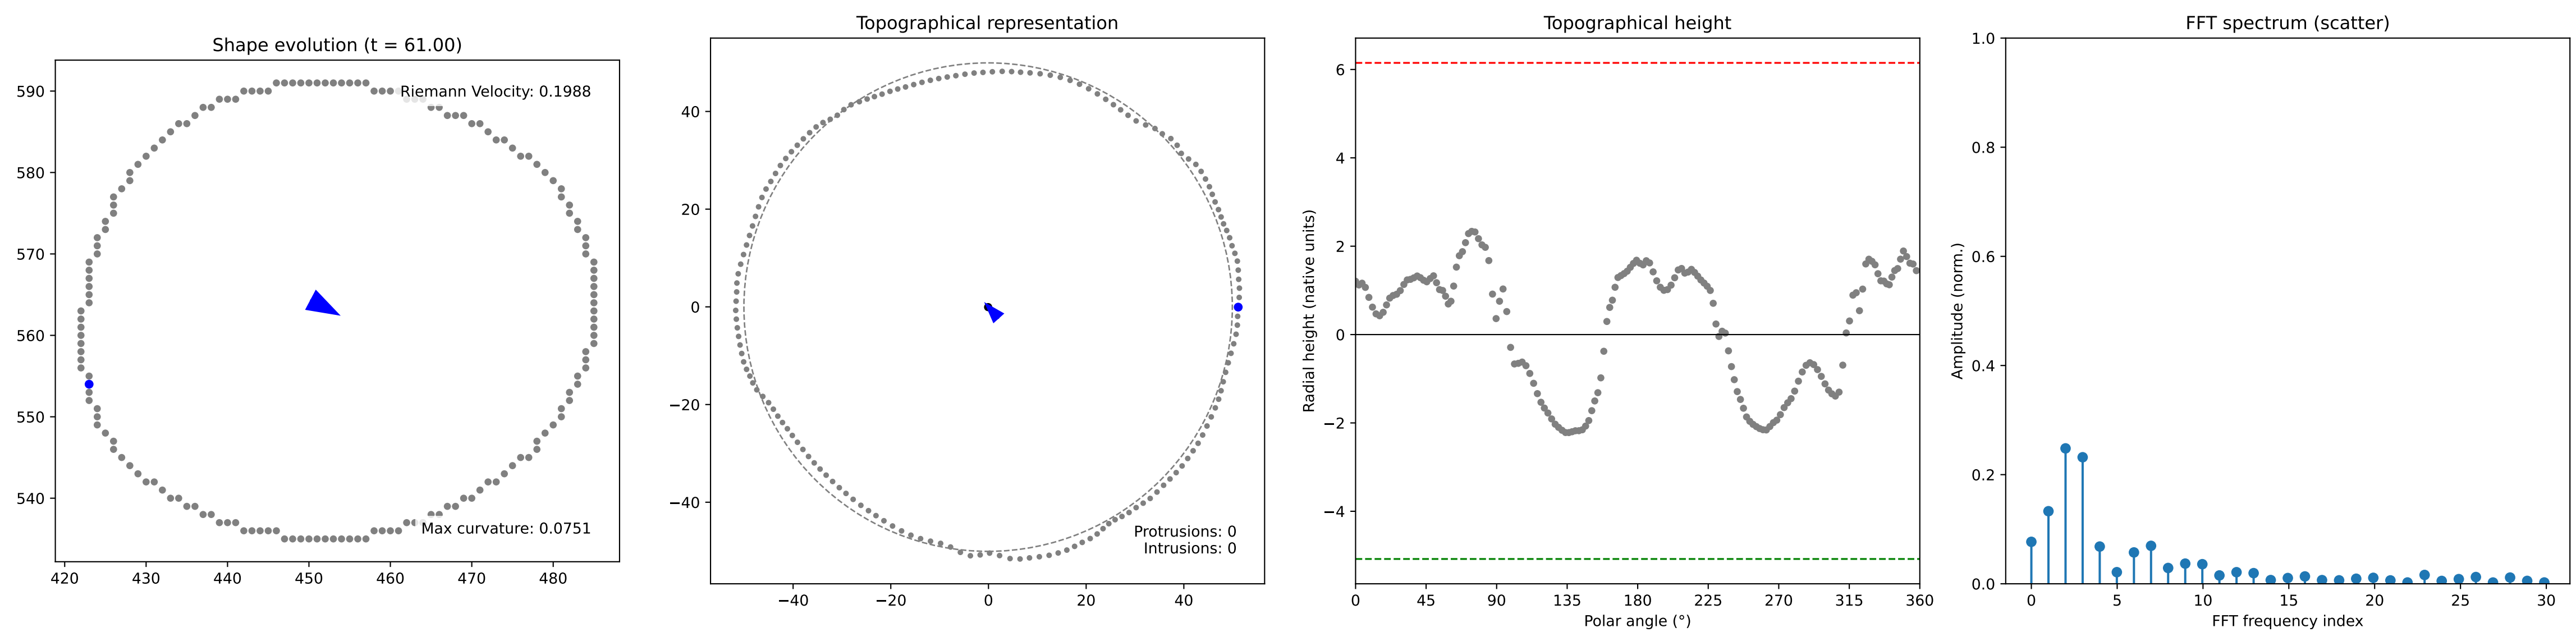 Shape evolution (t = 61.00)
Riemann Velocity: 0.1988
Max curvature: 0.0751
590
580
570
560
550
540
420 430 440 450 460 470 480
Topographical representation
40
20
0
−20
−40
−40 −20 0 20 40
Protrusions: 0
Intrusions: 0
Topographical height
Radial height (native units)
6
4
2
0
−2
−4
0 45 90 135 180 225 270 315 360
Polar angle (°)
FFT spectrum (scatter)
Amplitude (norm.)
1.0
0.8
0.6
0.4
0.2
0.0
0 5 10 15 20 25 30
FFT frequency index